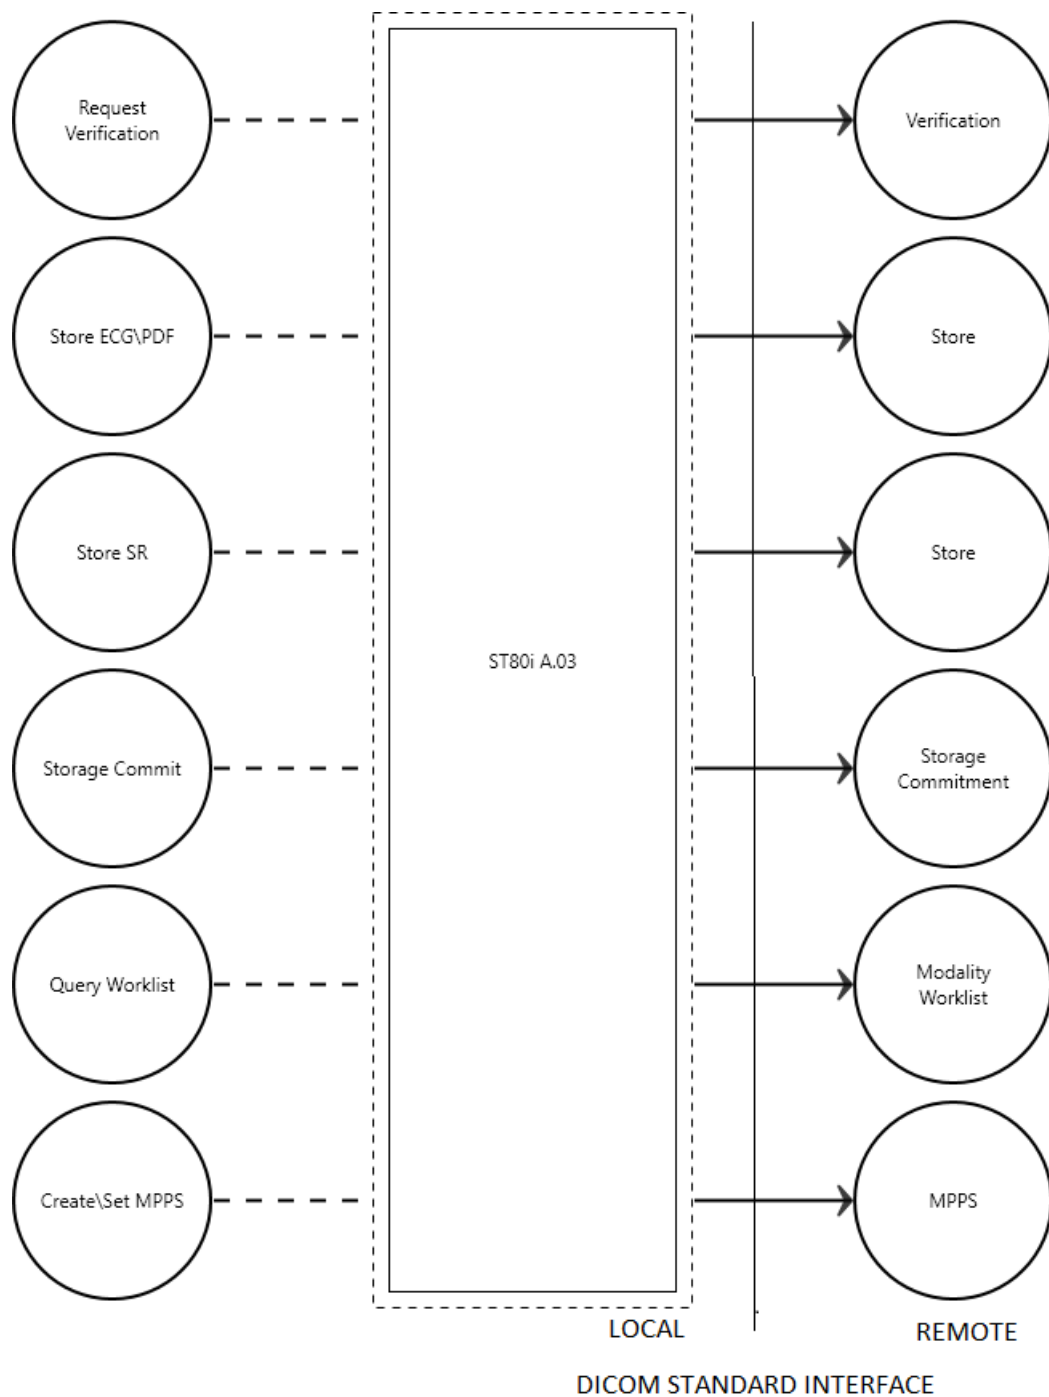 Request
Verification
Verification
Store ECG\PDF
Store
Store SR
Store
ST80i A.03
Storage Commit
Storage
Commitment
Query Worklist
Modality
Worklist
Create\Set MPPS
MPPS
LOCAL
REMOTE
DICOM STANDARD INTERFACE